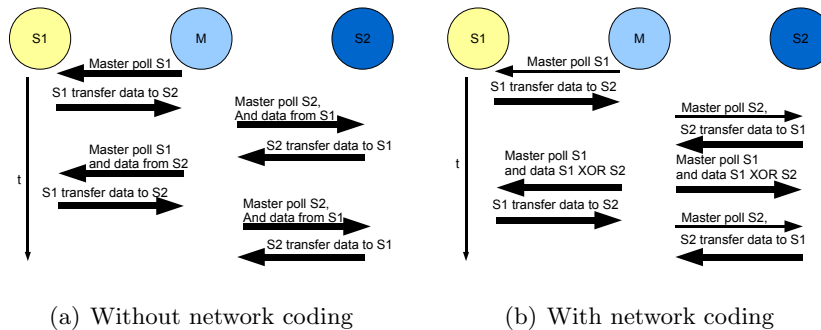 S1
M
S2
Master poll S1
S1 transfer data to S2
Master poll S2,
And data from S1
S2 transfer data to S1
Master poll S1
and data from S2
t
S1 transfer data to S2
Master poll S2,
And data from S1
S2 transfer data to S1
(a) Without network coding
S1
M
S2
Master poll S1
S1 transfer data to S2
Master poll S2,
S2 transfer data to S1
Master poll S1
and data S1 XOR S2
Master poll S1
and data S1 XOR S2
t
S1 transfer data to S2
Master poll S2,
S2 transfer data to S1
(b) With network coding